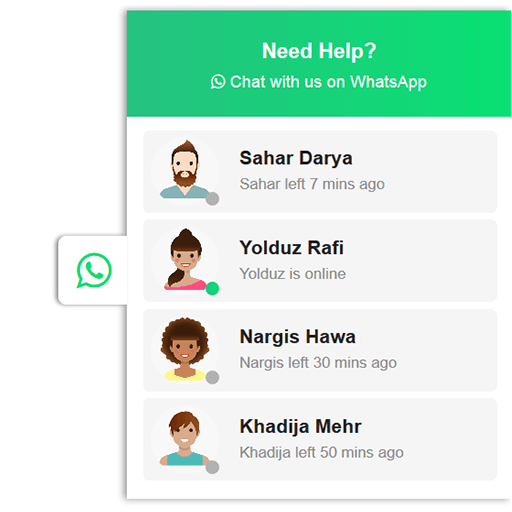 Need Help?
Chat with us on WhatsApp
Sahar Darya
Sahar left 7 mins ago
Yolduz Rafi
Yolduz is online
Nargis Hawa
Nargis left 30 mins ago
Khadija Mehr
Khadija left 50 mins ago